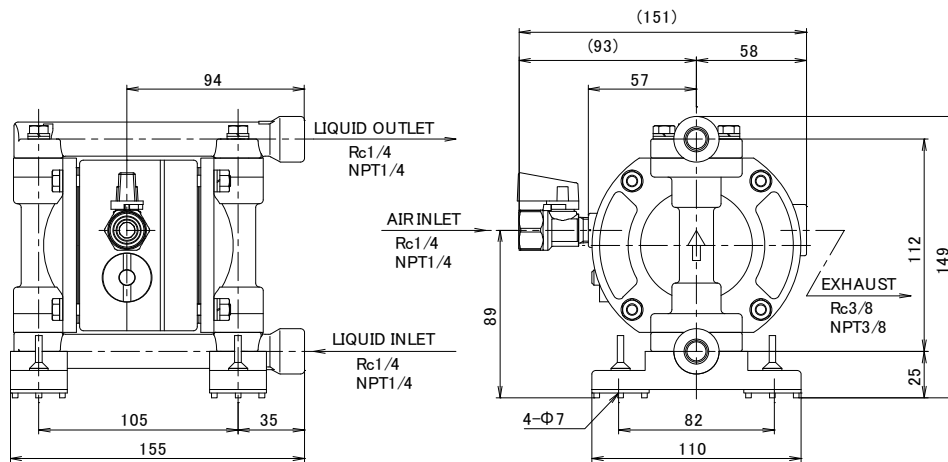 (151)
(93)
58
94
57
LIQUID OUTLET
Rc1/4
NPT1/4
AIR INLET
Rc1/4
NPT1/4
112
149
EXHAUST
Rc3/8
NPT3/8
89
LIQUID INLET
Rc1/4
NPT1/4
25
105
35
4-Φ7
82
155
110